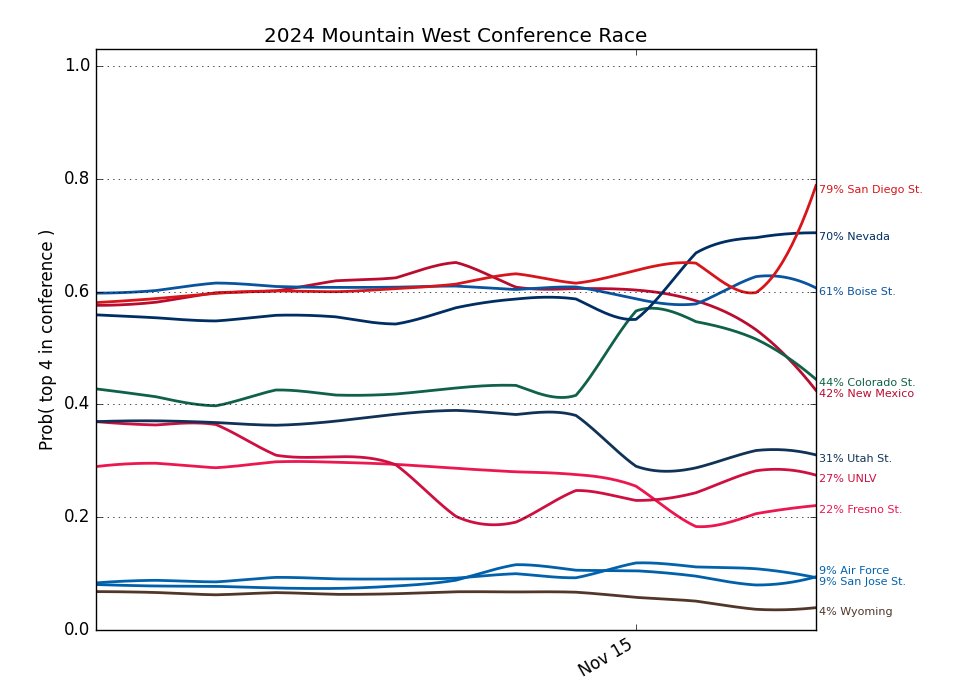 2024 Mountain West Conference Race
1.0
0.8
0.6
0.4
0.2
0.0
Prob( top 4 in conference )
Nov 15
79% San Diego St.
70% Nevada
61% Boise St.
44% Colorado St.
42% New Mexico
31% Utah St.
27% UNLV
22% Fresno St.
9% Air Force
9% San Jose St.
4% Wyoming